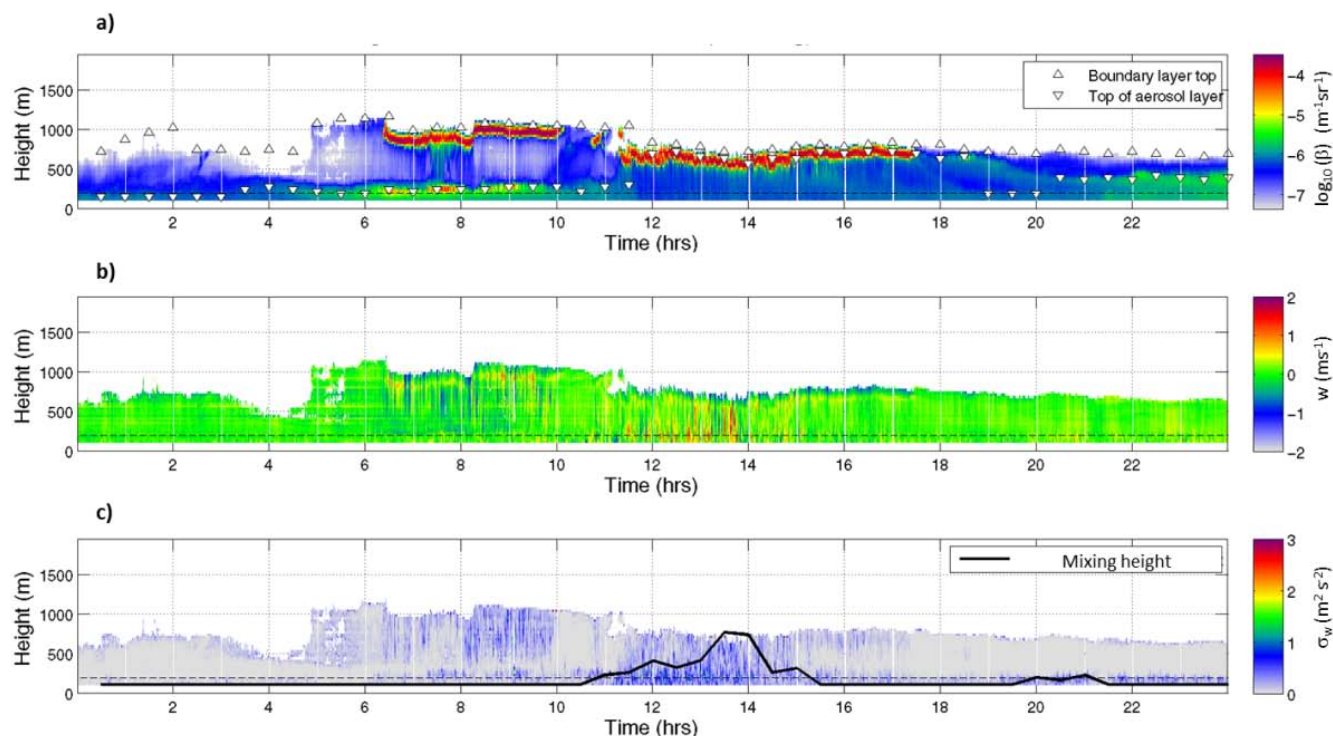 a)
Boundary layer top
Top of aerosol layer
Height (m)
1500
1000
500
0
2 4 6 8 10 12 14 16 18 20 22
Time (hrs)
−4
−5
−6
−7
log₁₀ (β) (m⁻¹sr⁻¹)
b)
Height (m)
1500
1000
500
0
2 4 6 8 10 12 14 16 18 20 22
Time (hrs)
2
1
0
−1
−2
w (ms⁻¹)
c)
Mixing height
Height (m)
1500
1000
500
0
2 4 6 8 10 12 14 16 18 20 22
Time (hrs)
3
2
1
0
σw (m² s⁻²)